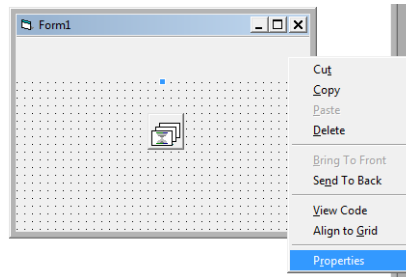 Form1
Cut
Copy
Paste
Delete
Bring To Front
Send To Back
View Code
Align to Grid
Properties